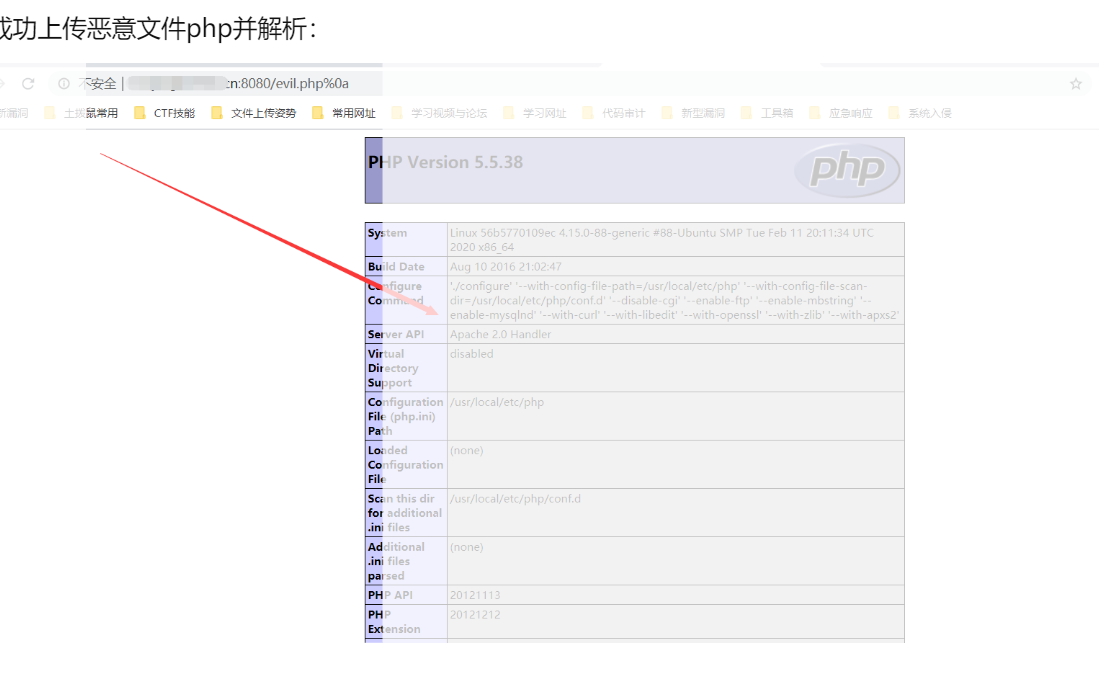 成功上传恶意文件php并解析：
不安全 | cn:8080/evil.php%0a
新漏洞 土拨鼠常用 CTF技能 文件上传姿势 常用网址 学习视频与论坛 学习网址 代码审计 新型漏洞 工具箱 应急响应 系统入侵
PHP Version 5.5.38
php
System Linux 56b5770109ec 4.15.0-88-generic #88-Ubuntu SMP Tue Feb 11 20:11:34 UTC
2020 x86_64
Build Date Aug 10 2016 21:02:47
Configure
Command
'./configure' '--with-config-file-path=/usr/local/etc/php' '--with-config-file-scan-
dir=/usr/local/etc/php/conf.d' '--disable-cgi' '--enable-ftp' '--enable-mbstring' '--
enable-mysqlnd' '--with-curl' '--with-libedit' '--with-openssl' '--with-zlib' '--with-apxs2'
Server API Apache 2.0 Handler
Virtual
Directory
Support
disabled
Configuration
File (php.ini)
Path
/usr/local/etc/php
Loaded
Configuration
File
(none)
Scan this dir
for additional
.ini files
/usr/local/etc/php/conf.d
Additional
.ini files
parsed
(none)
PHP API 20121113
PHP
Extension
20121212